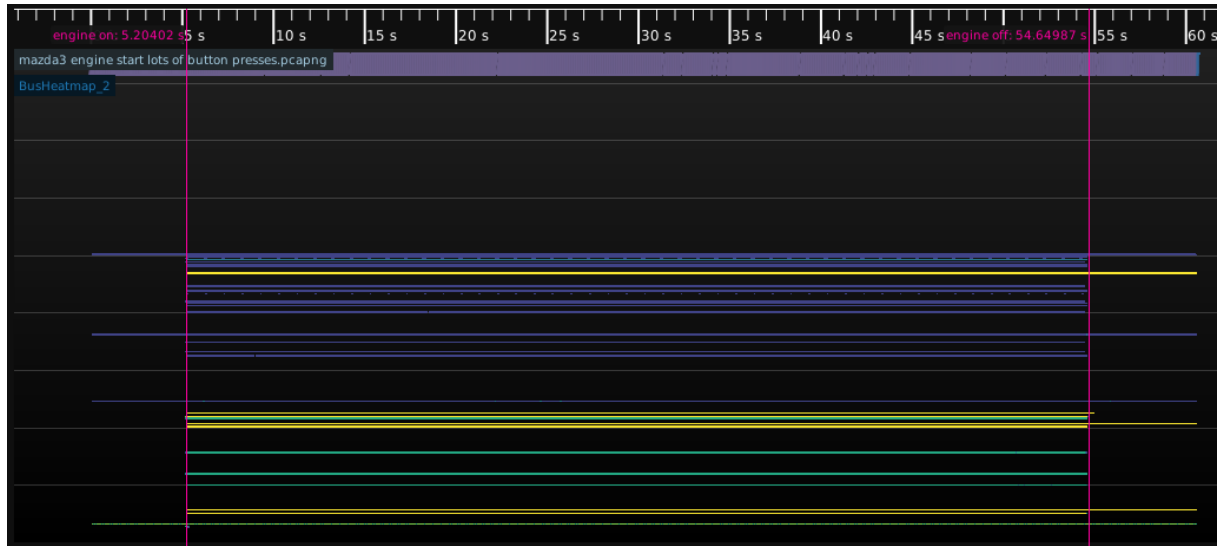 engine on: 5.20402 s 5 s 10 s 15 s 20 s 25 s 30 s 35 s 40 s 45 s engine off: 54.64987 s 55 s 60 s
mazda3 engine start lots of button presses.pcapng
BusHeatmap_2